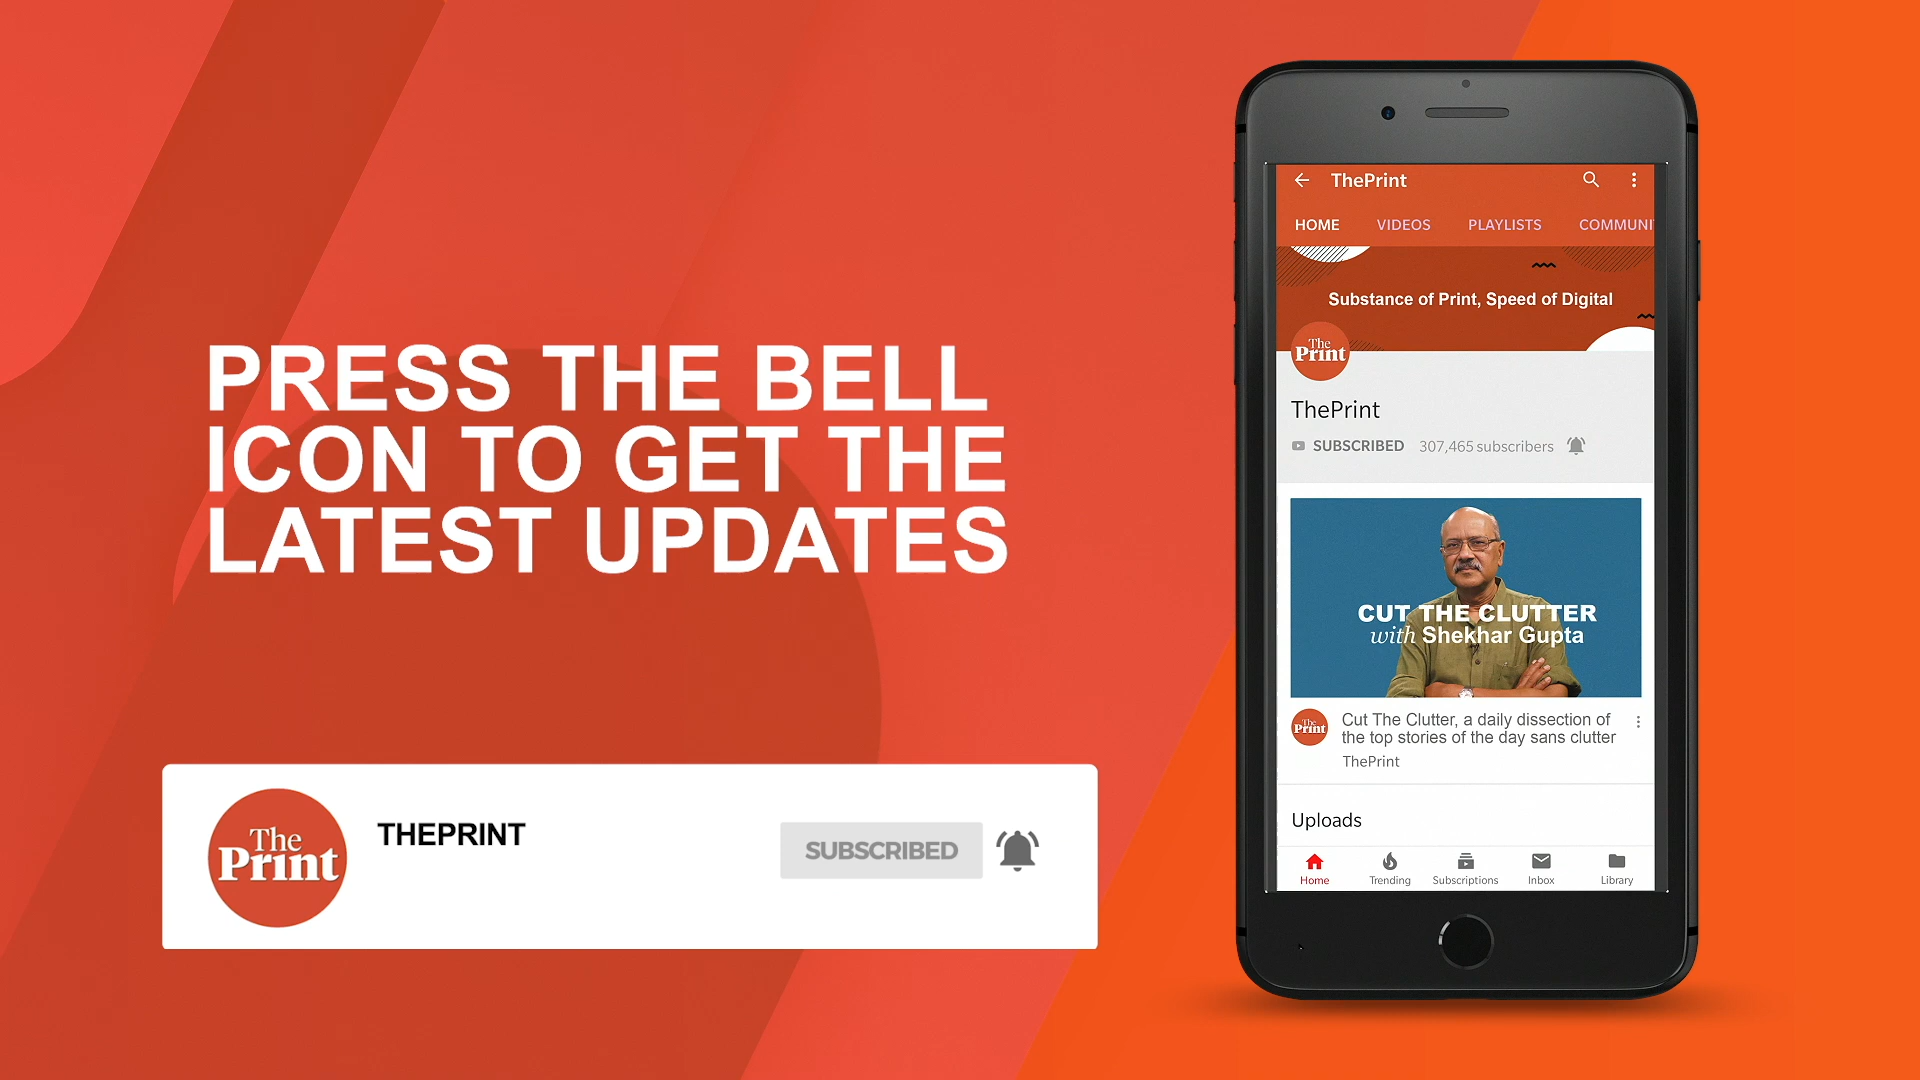 PRESS THE BELL
ICON TO GET THE
LATEST UPDATES
The
Print
THEPRINT
SUBSCRIBED
ThePrint
HOME VIDEOS PLAYLISTS COMMUNI
Substance of Print, Speed of Digital
The
Print
ThePrint
SUBSCRIBED 307,465 subscribers
CUT THE CLUTTER
with Shekhar Gupta
The
Print
Cut The Clutter, a daily dissection of
the top stories of the day sans clutter
ThePrint
Uploads
Home Trending Subscriptions Inbox Library